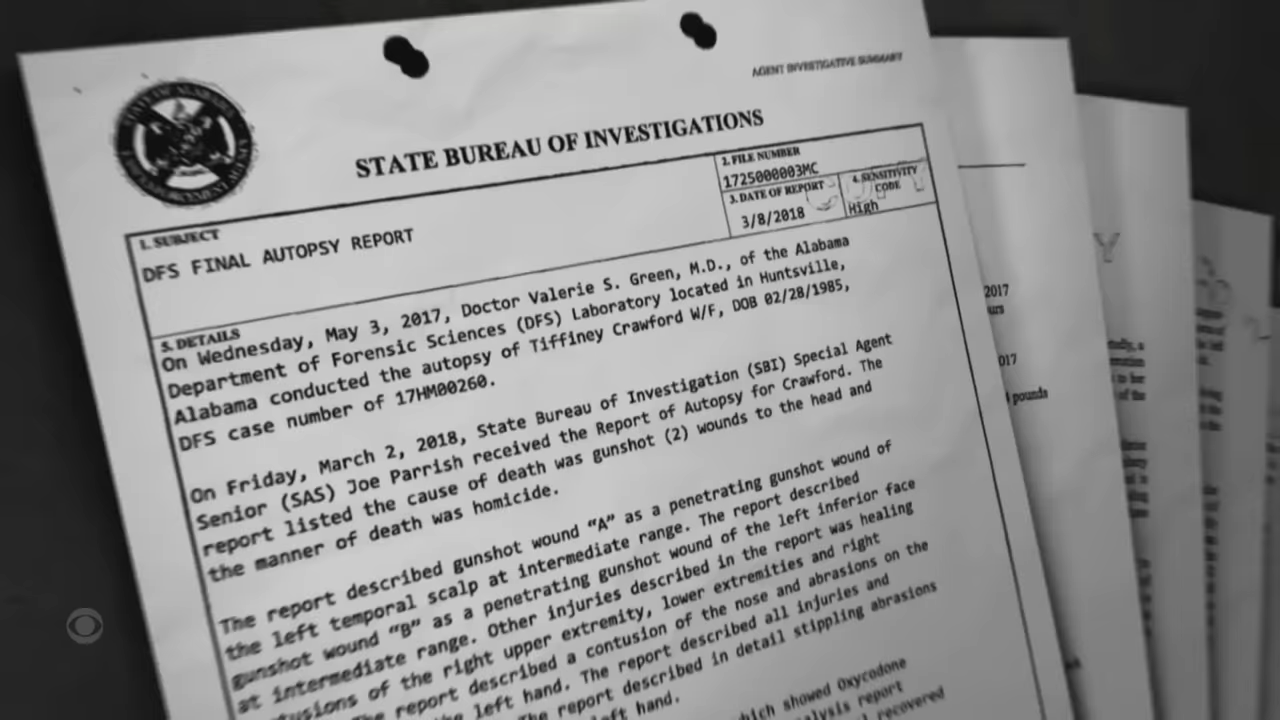 AGENT INVESTIGATIVE SUMMARY
STATE OF ALABAMA
STATE BUREAU OF INVESTIGATIONS
2. FILE NUMBER
1725000003MC
3. DATE OF REPORT
3/8/2018
4. SENSITIVITY
CODE
High
1. SUBJECT
DFS FINAL AUTOPSY REPORT
5. DETAILS
On Wednesday, May 3, 2017, Doctor Valerie S. Green, M.D., of the Alabama
Department of Forensic Sciences (DFS) Laboratory located in Huntsville,
Alabama conducted the autopsy of Tiffiney Crawford W/F, DOB 02/28/1985,
DFS case number of 17HM00260.
On Friday, March 2, 2018, State Bureau of Investigation (SBI) Special Agent
Senior (SAS) Joe Parrish received the Report of Autopsy for Crawford. The
report listed the cause of death was gunshot (2) wounds to the head and
the manner of death was homicide.
The report described gunshot wound "A" as a penetrating gunshot wound of
the left temporal scalp at intermediate range. The report described
gunshot wound "B" as a penetrating gunshot wound of the left inferior face
at intermediate range. Other injuries described in the report was healing
of the right upper extremity, lower extremities and right
report described a contusion of the nose and abrasions on the
left hand. The report described all injuries and
report described in detail stippling abrasions
left hand.
which showed Oxycodone
analysis report
recovered
2017
2017
pounds
Y